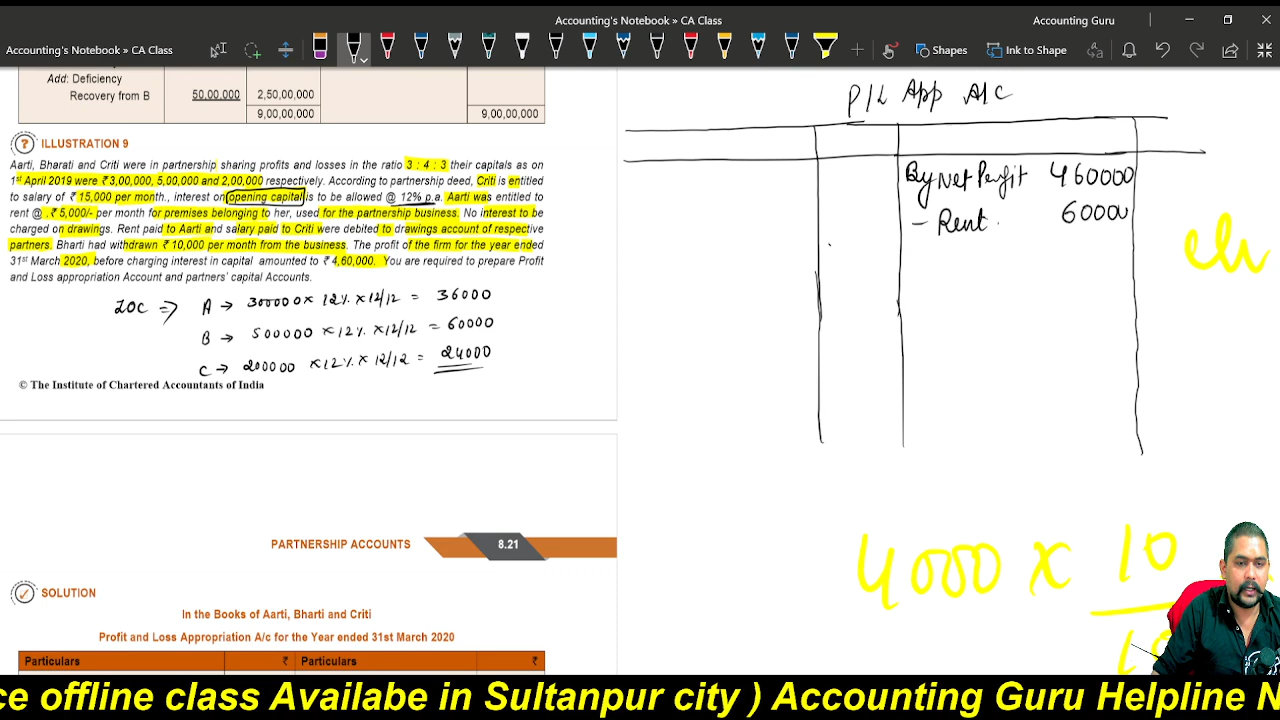 Accounting's Notebook » CA Class
Accounting Guru
Accounting's Notebook » CA Class
Shapes
Ink to Shape
Add: Deficiency
Recovery from B 50,00,000 2,50,00,000
9,00,00,000 9,00,00,000
ILLUSTRATION 9
Aarti, Bharati and Criti were in partnership sharing profits and losses in the ratio 3 : 4 : 3 their capitals as on
1st April 2019 were ₹ 3,00,000, 5,00,000 and 2,00,000 respectively. According to partnership deed, Criti is entitled
to salary of ₹ 15,000 per month., interest on opening capital is to be allowed @ 12% p.a. Aarti was entitled to
rent @ .₹ 5,000/- per month for premises belonging to her, used for the partnership business. No interest to be
charged on drawings. Rent paid to Aarti and salary paid to Criti were debited to drawings account of respective
partners. Bharti had withdrawn ₹ 10,000 per month from the business. The profit of the firm for the year ended
31st March 2020, before charging interest in capital amounted to ₹ 4,60,000. You are required to prepare Profit
and Loss appropriation Account and partners' capital Accounts.
IOC ⇒ A → 300000 × 12% × 12/12 = 36000
B → 500000 × 12% × 12/12 = 60000
C → 200000 × 12% × 12/12 = 24000
© The Institute of Chartered Accountants of India
PARTNERSHIP ACCOUNTS 8.21
SOLUTION
In the Books of Aarti, Bharti and Criti
Profit and Loss Appropriation A/c for the Year ended 31st March 2020
Particulars ₹ Particulars ₹
P/L App A/C
By Net Profit 460000
- Rent. 60000
4000 × 10
ce offline class Availabe in Sultanpur city ) Accounting Guru Helpline N